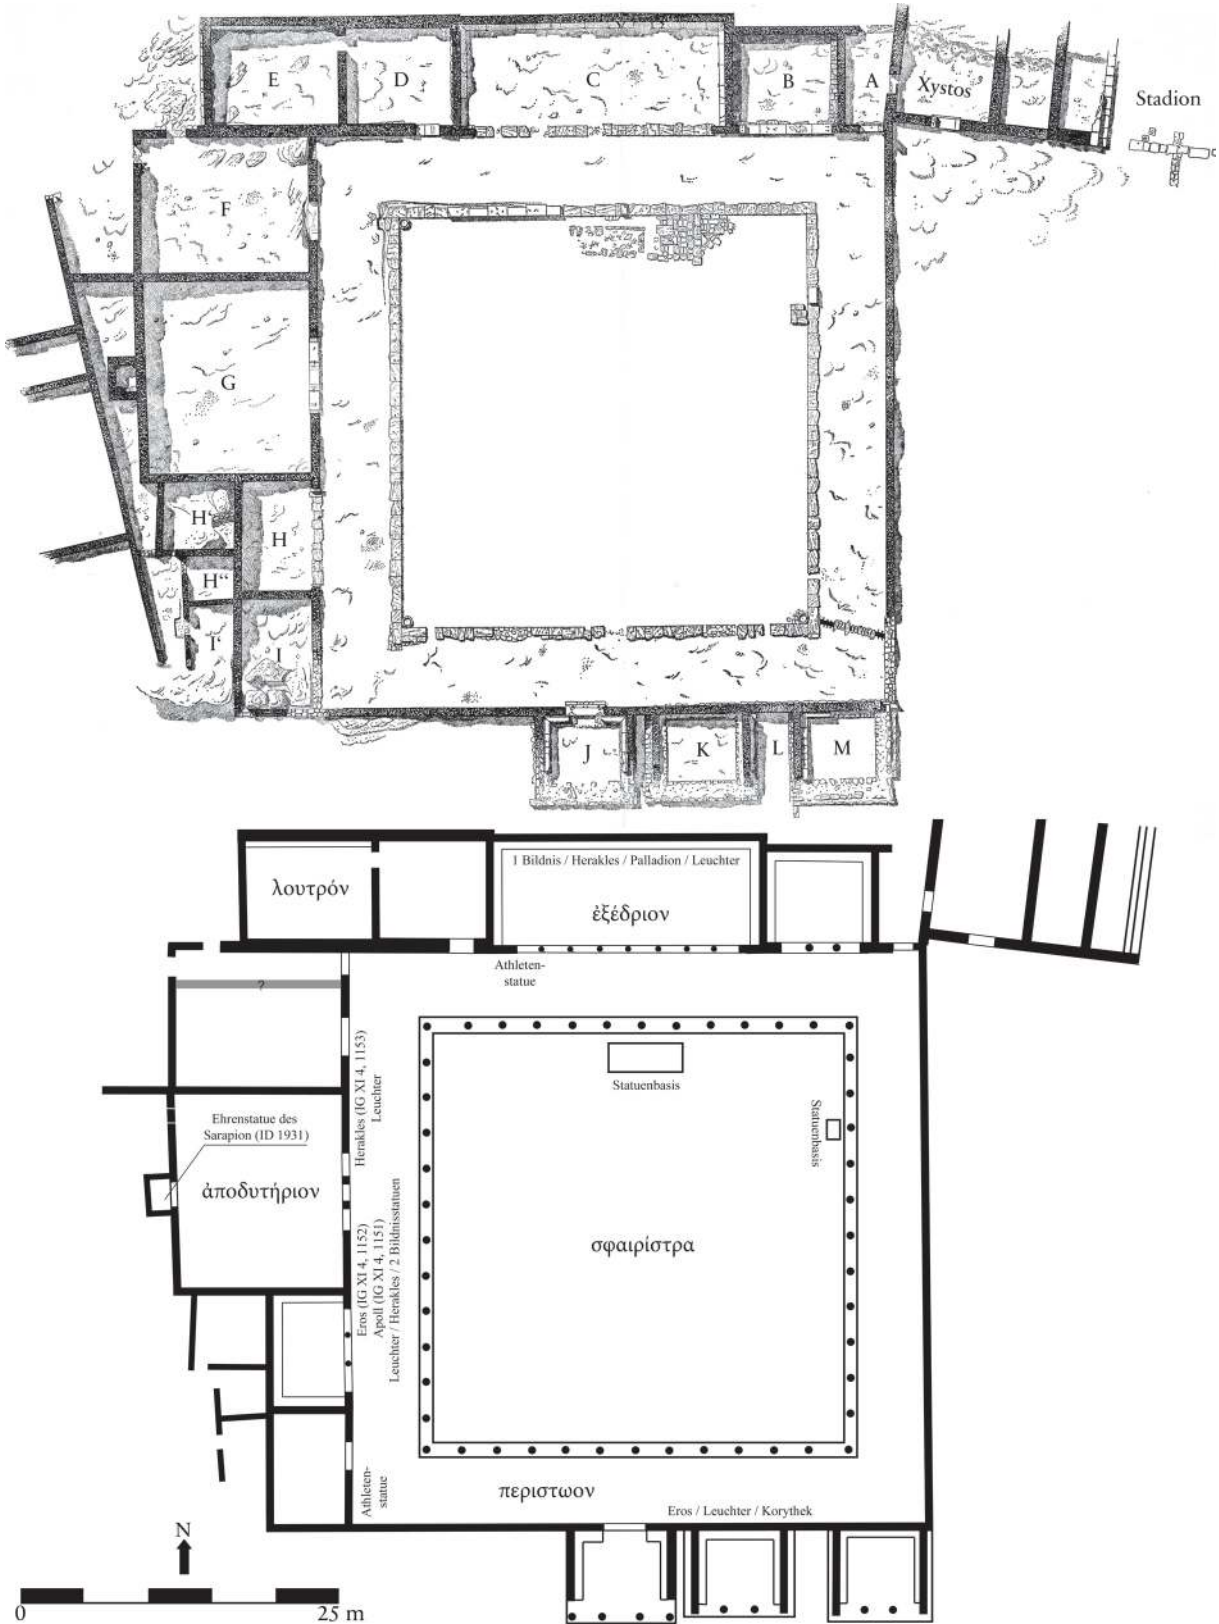 E
D
C
B
A
Xystos
Stadion
F
G
H‘
H
H“
I‘
I
J
K
L
M
λουτρόν
1 Bildnis / Herakles / Palladion / Leuchter
ἐξέδριον
Athleten-
statue
?
Herakles (IG XI 4, 1153)
Leuchter
Statuenbasis
Statuenbasis
Ehrenstatue des
Sarapion (ID 1931)
ἀποδυτήριον
Eros (IG XI 4, 1152)
Apoll (IG XI 4, 1151)
Leuchter / Herakles / 2 Bildnisstatuen
σφαιρίστρα
Athleten-
statue
περιστωον
Eros / Leuchter / Korythek
N
0
25 m